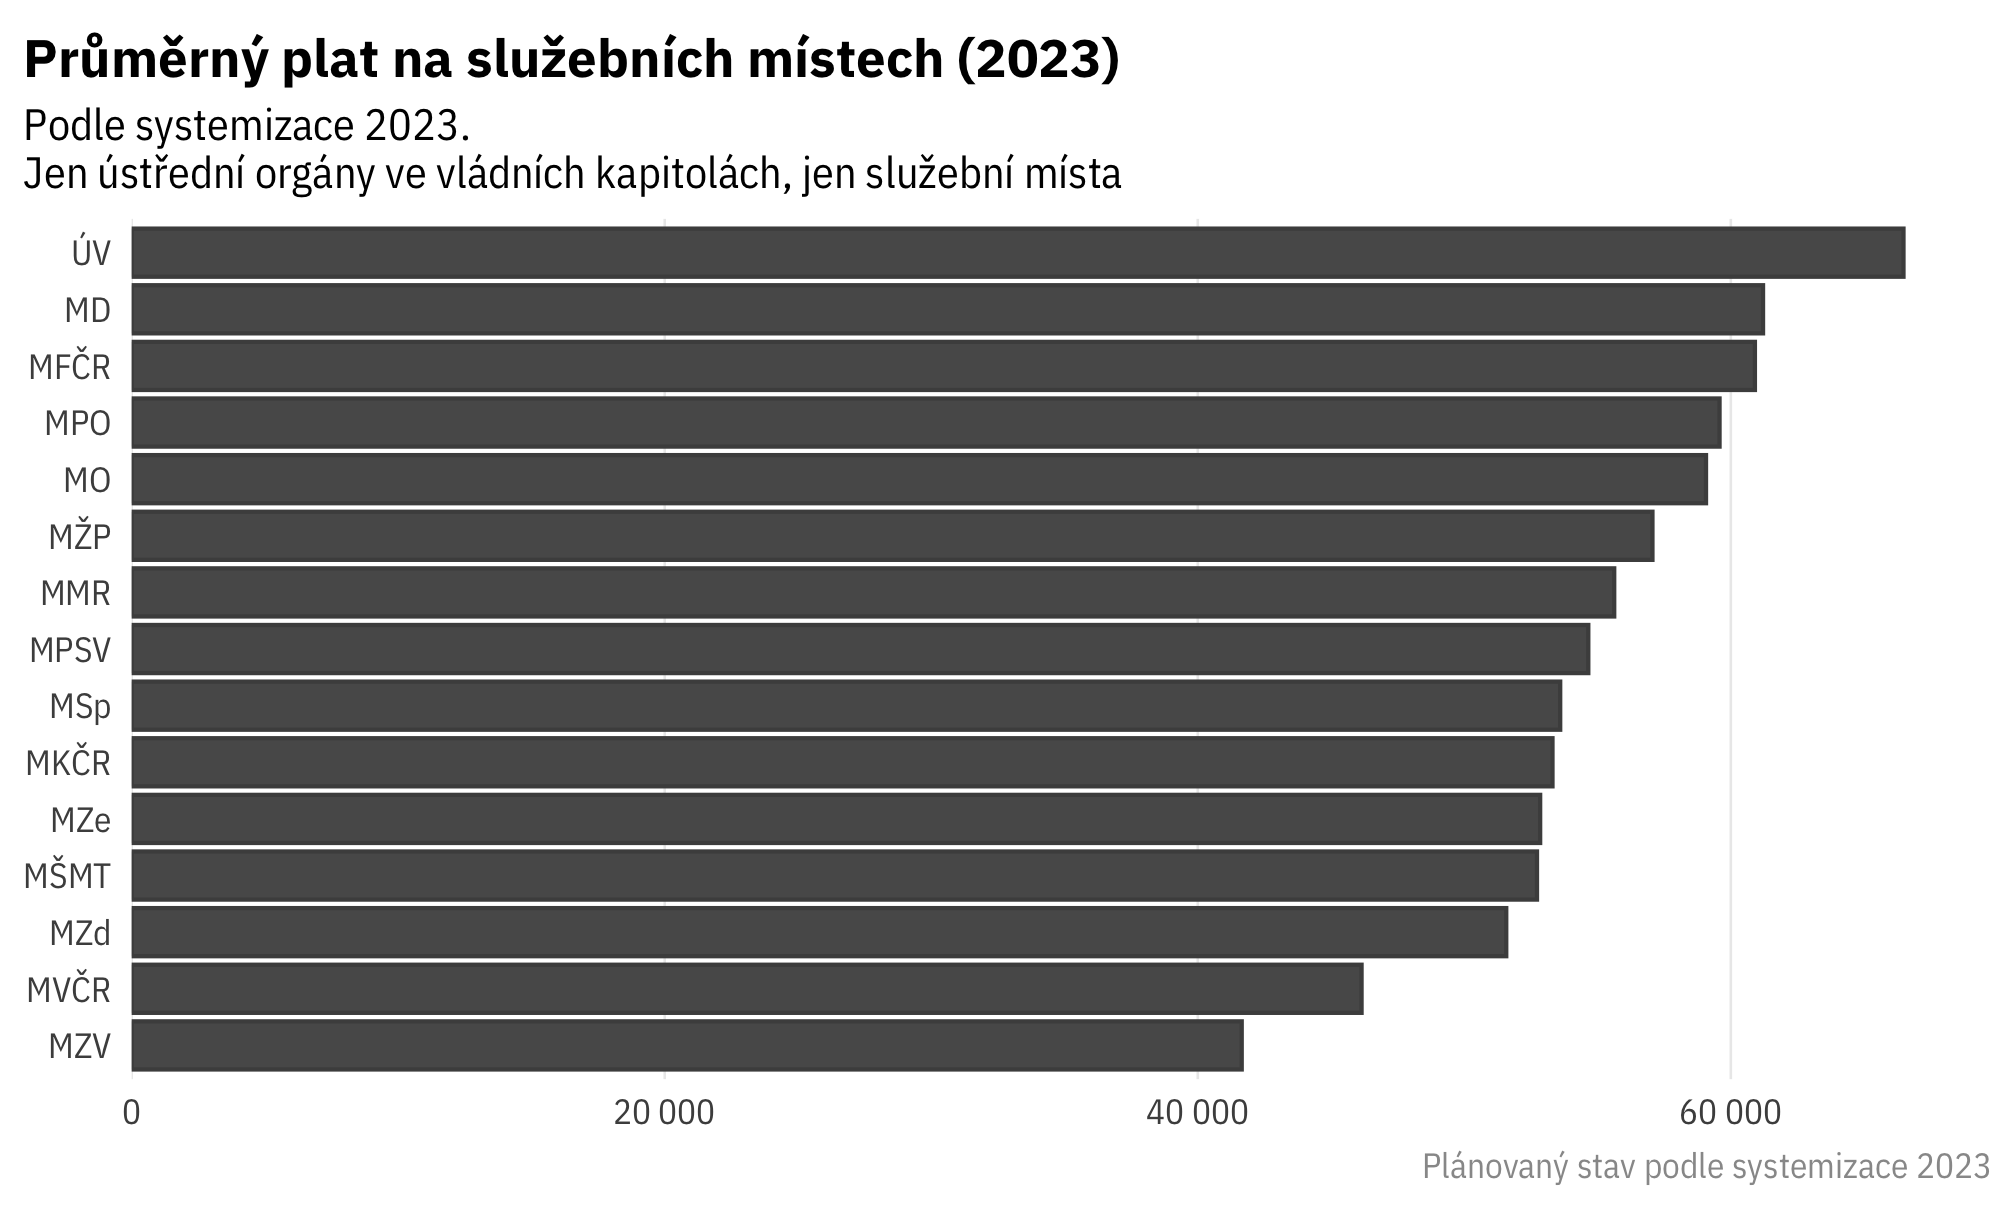 Průměrný plat na služebních místech (2023)
Podle systemizace 2023.
Jen ústřední orgány ve vládních kapitolách, jen služební místa
ÚV
MD
MFČR
MPO
MO
MŽP
MMR
MPSV
MSp
MKČR
MZe
MŠMT
MZd
MVČR
MZV
0 20 000 40 000 60 000
Plánovaný stav podle systemizace 2023